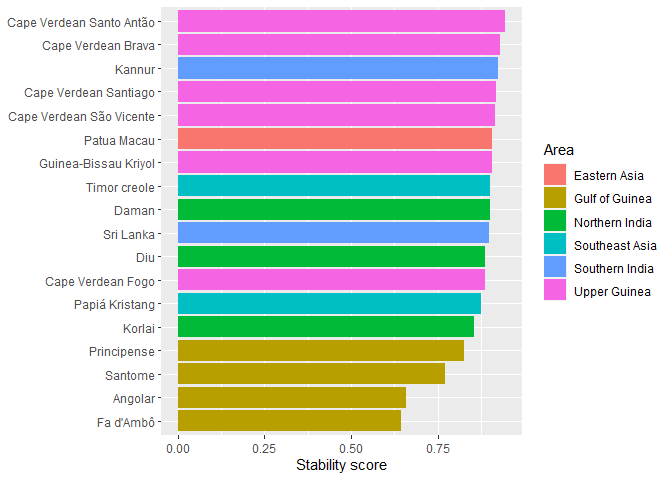 Cape Verdean Santo Antão
Cape Verdean Brava
Kannur
Cape Verdean Santiago
Cape Verdean São Vicente
Patua Macau
Guinea-Bissau Kriyol
Timor creole
Daman
Sri Lanka
Diu
Cape Verdean Fogo
Papiá Kristang
Korlai
Principense
Santome
Angolar
Fa d'Ambô
0.00 0.25 0.50 0.75
Stability score
Area
Eastern Asia
Gulf of Guinea
Northern India
Southeast Asia
Southern India
Upper Guinea